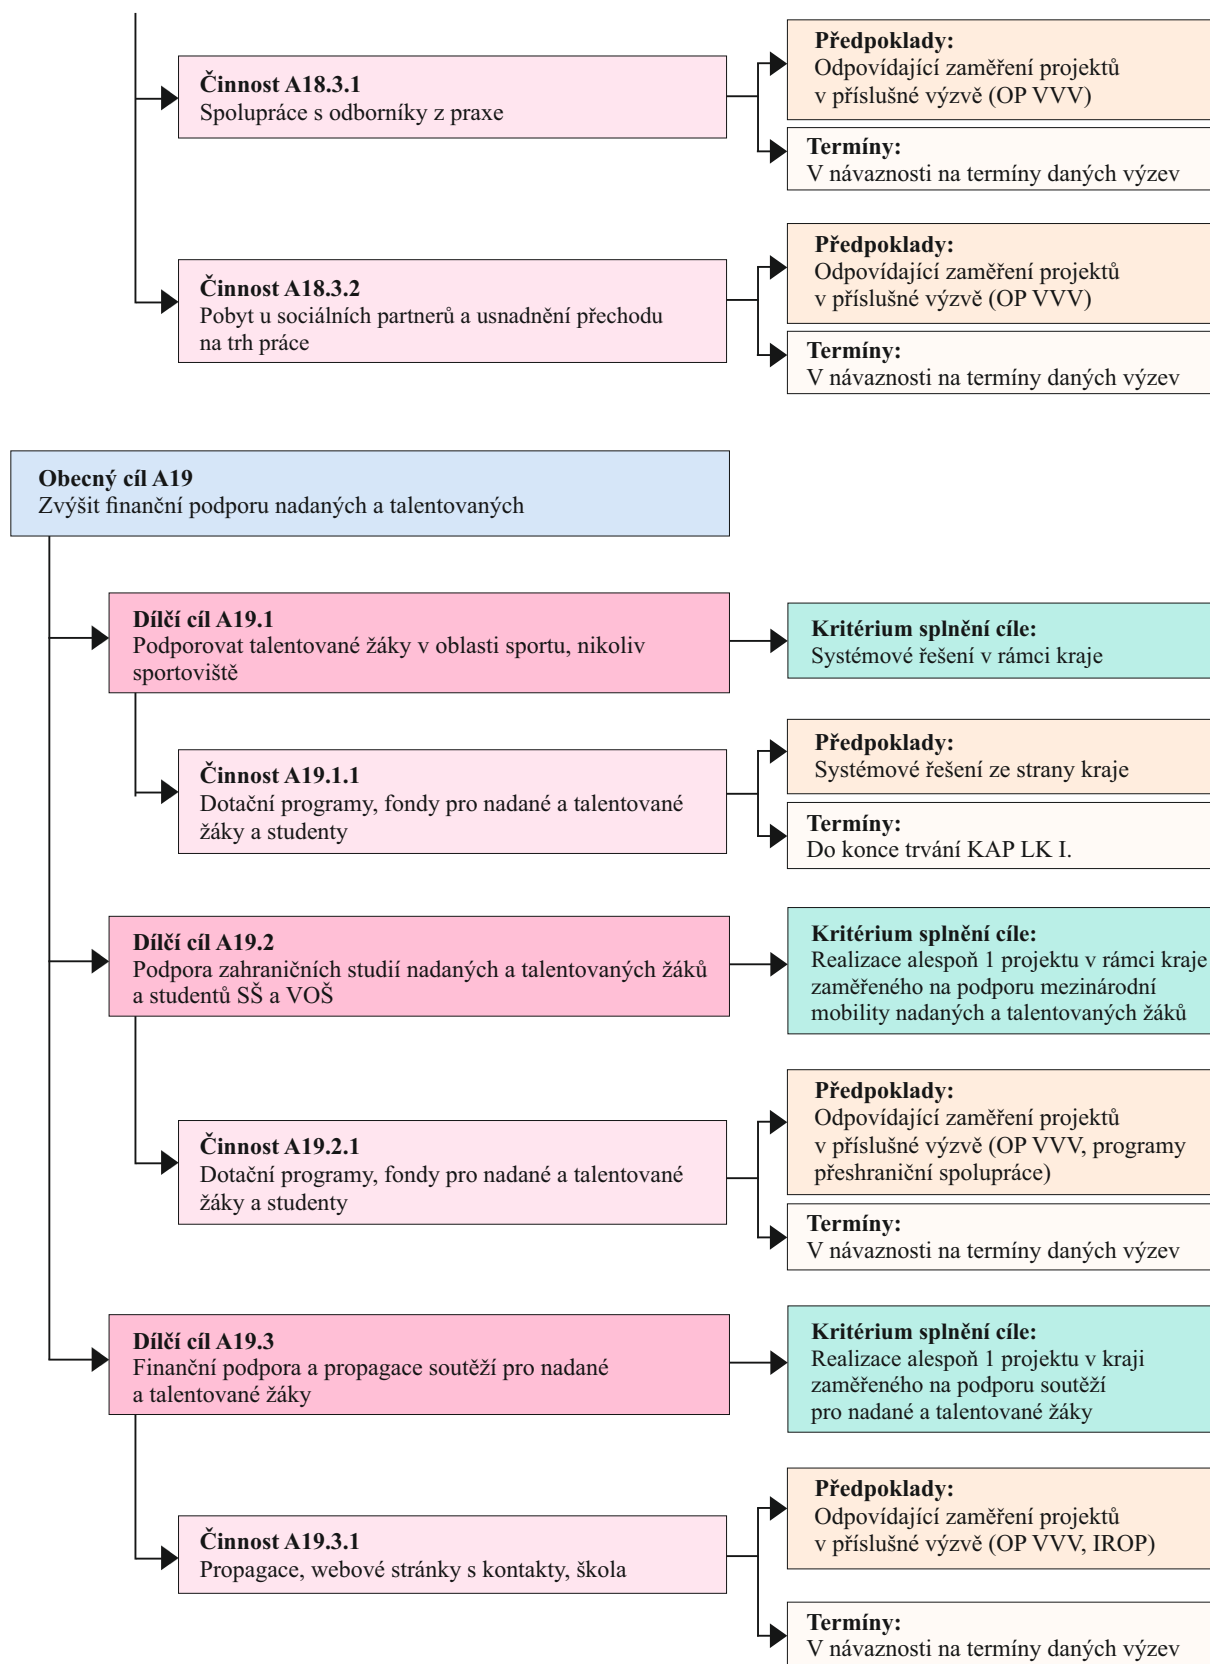 Činnost A18.3.1
Spolupráce s odborníky z praxe
Předpoklady:
Odpovídající zaměření projektů
v příslušné výzvě (OP VVV)
Termíny:
V návaznosti na termíny daných výzev
Činnost A18.3.2
Pobyt u sociálních partnerů a usnadnění přechodu
na trh práce
Předpoklady:
Odpovídající zaměření projektů
v příslušné výzvě (OP VVV)
Termíny:
V návaznosti na termíny daných výzev
Obecný cíl A19
Zvýšit finanční podporu nadaných a talentovaných
Dílčí cíl A19.1
Podporovat talentované žáky v oblasti sportu, nikoliv
sportoviště
Kritérium splnění cíle:
Systémové řešení v rámci kraje
Činnost A19.1.1
Dotační programy, fondy pro nadané a talentované
žáky a studenty
Předpoklady:
Systémové řešení ze strany kraje
Termíny:
Do konce trvání KAP LK I.
Dílčí cíl A19.2
Podpora zahraničních studií nadaných a talentovaných žáků
a studentů SŠ a VOŠ
Kritérium splnění cíle:
Realizace alespoň 1 projektu v rámci kraje
zaměřeného na podporu mezinárodní
mobility nadaných a talentovaných žáků
Činnost A19.2.1
Dotační programy, fondy pro nadané a talentované
žáky a studenty
Předpoklady:
Odpovídající zaměření projektů
v příslušné výzvě (OP VVV, programy
přeshraniční spolupráce)
Termíny:
V návaznosti na termíny daných výzev
Dílčí cíl A19.3
Finanční podpora a propagace soutěží pro nadané
a talentované žáky
Kritérium splnění cíle:
Realizace alespoň 1 projektu v kraji
zaměřeného na podporu soutěží
pro nadané a talentované žáky
Činnost A19.3.1
Propagace, webové stránky s kontakty, škola
Předpoklady:
Odpovídající zaměření projektů
v příslušné výzvě (OP VVV, IROP)
Termíny:
V návaznosti na termíny daných výzev